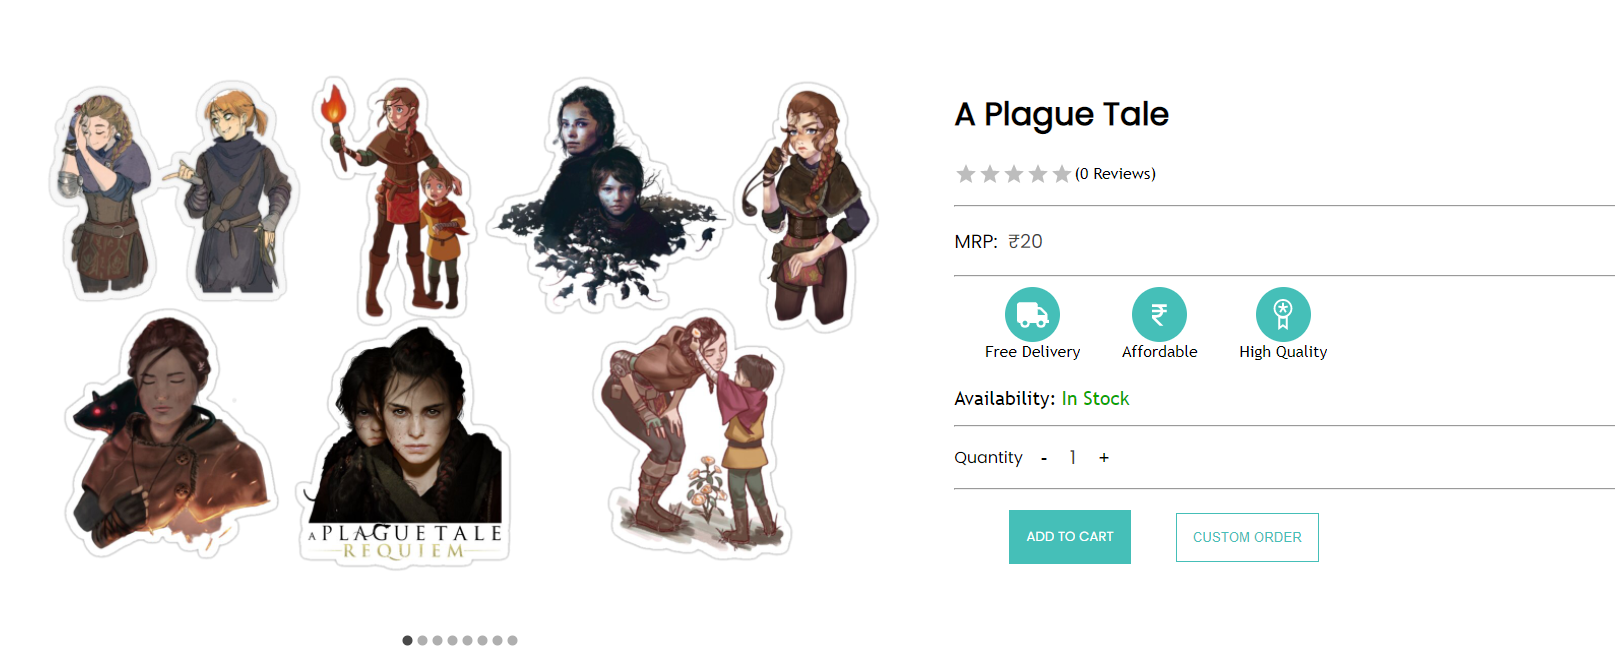 A PLAGUE TALE
REQUIEM
A Plague Tale
(0 Reviews)
MRP: ₹20
Free Delivery
Affordable
High Quality
Availability: In Stock
Quantity - 1 +
ADD TO CART
CUSTOM ORDER